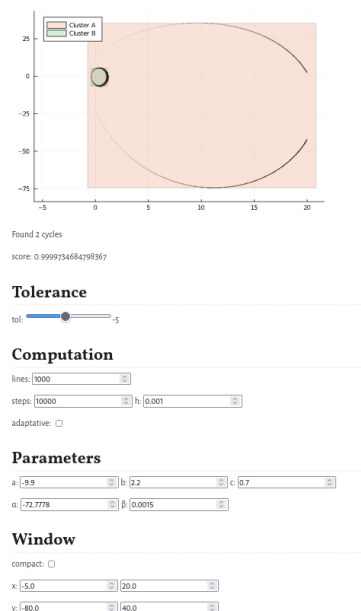 Cluster A
Cluster B
25
0
−25
−50
−75
−5 0 5 10 15 20
Found 2 cycles
score: 0.9999734684798367
Tolerance
tol: -5
Computation
lines: 1000
steps: 10000 h: 0.001
adaptative:
Parameters
a: -9.9 b: 2.2 c: 0.7
α: -72.7778 β: 0.0015
Window
compact:
x: -5.0 20.0
y: -80.0 40.0